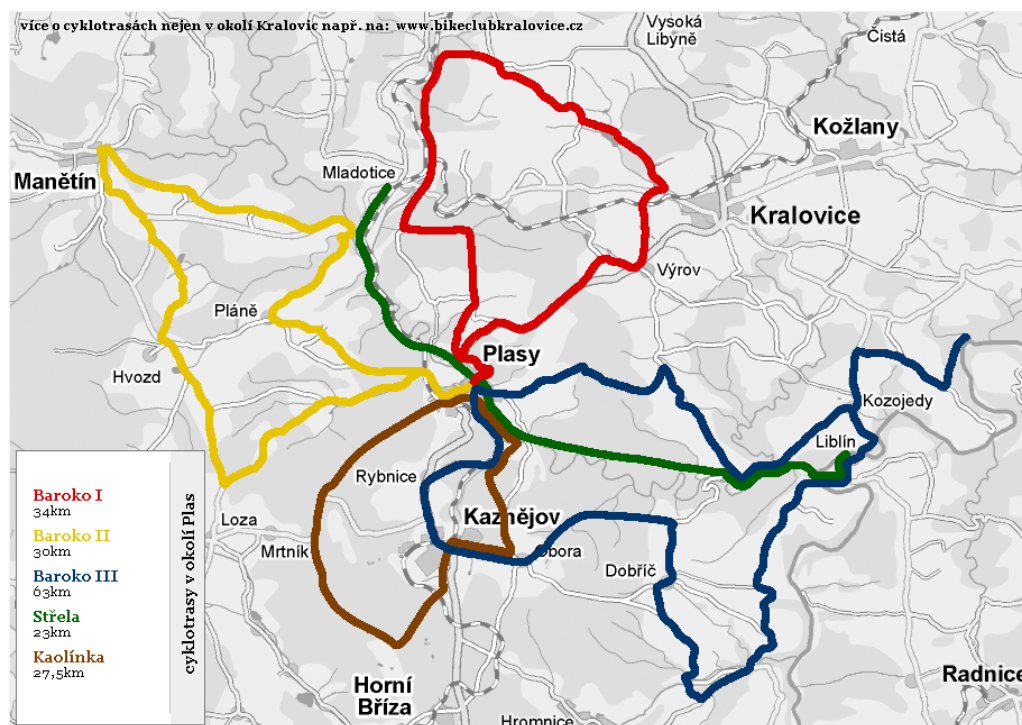 více o cyklotrasách nejen v okolí Kralovic např. na: www.bikeclubkralovice.cz
Vysoká
Libyně
Čistá
Kožlany
Mladotice
Manětín
Kralovice
Výrov
Pláně
Plasy
Hvozd
Kozojedy
Liblín
Rybnice
Kaznějov
Loza
Mrtník
Obora
Dobříč
Radnice
Horní
Bříza
Hromnice
Baroko I
34km
Baroko II
30km
Baroko III
63km
Střela
23km
Kaolínka
27,5km
cyklotrasy v okolí Plas